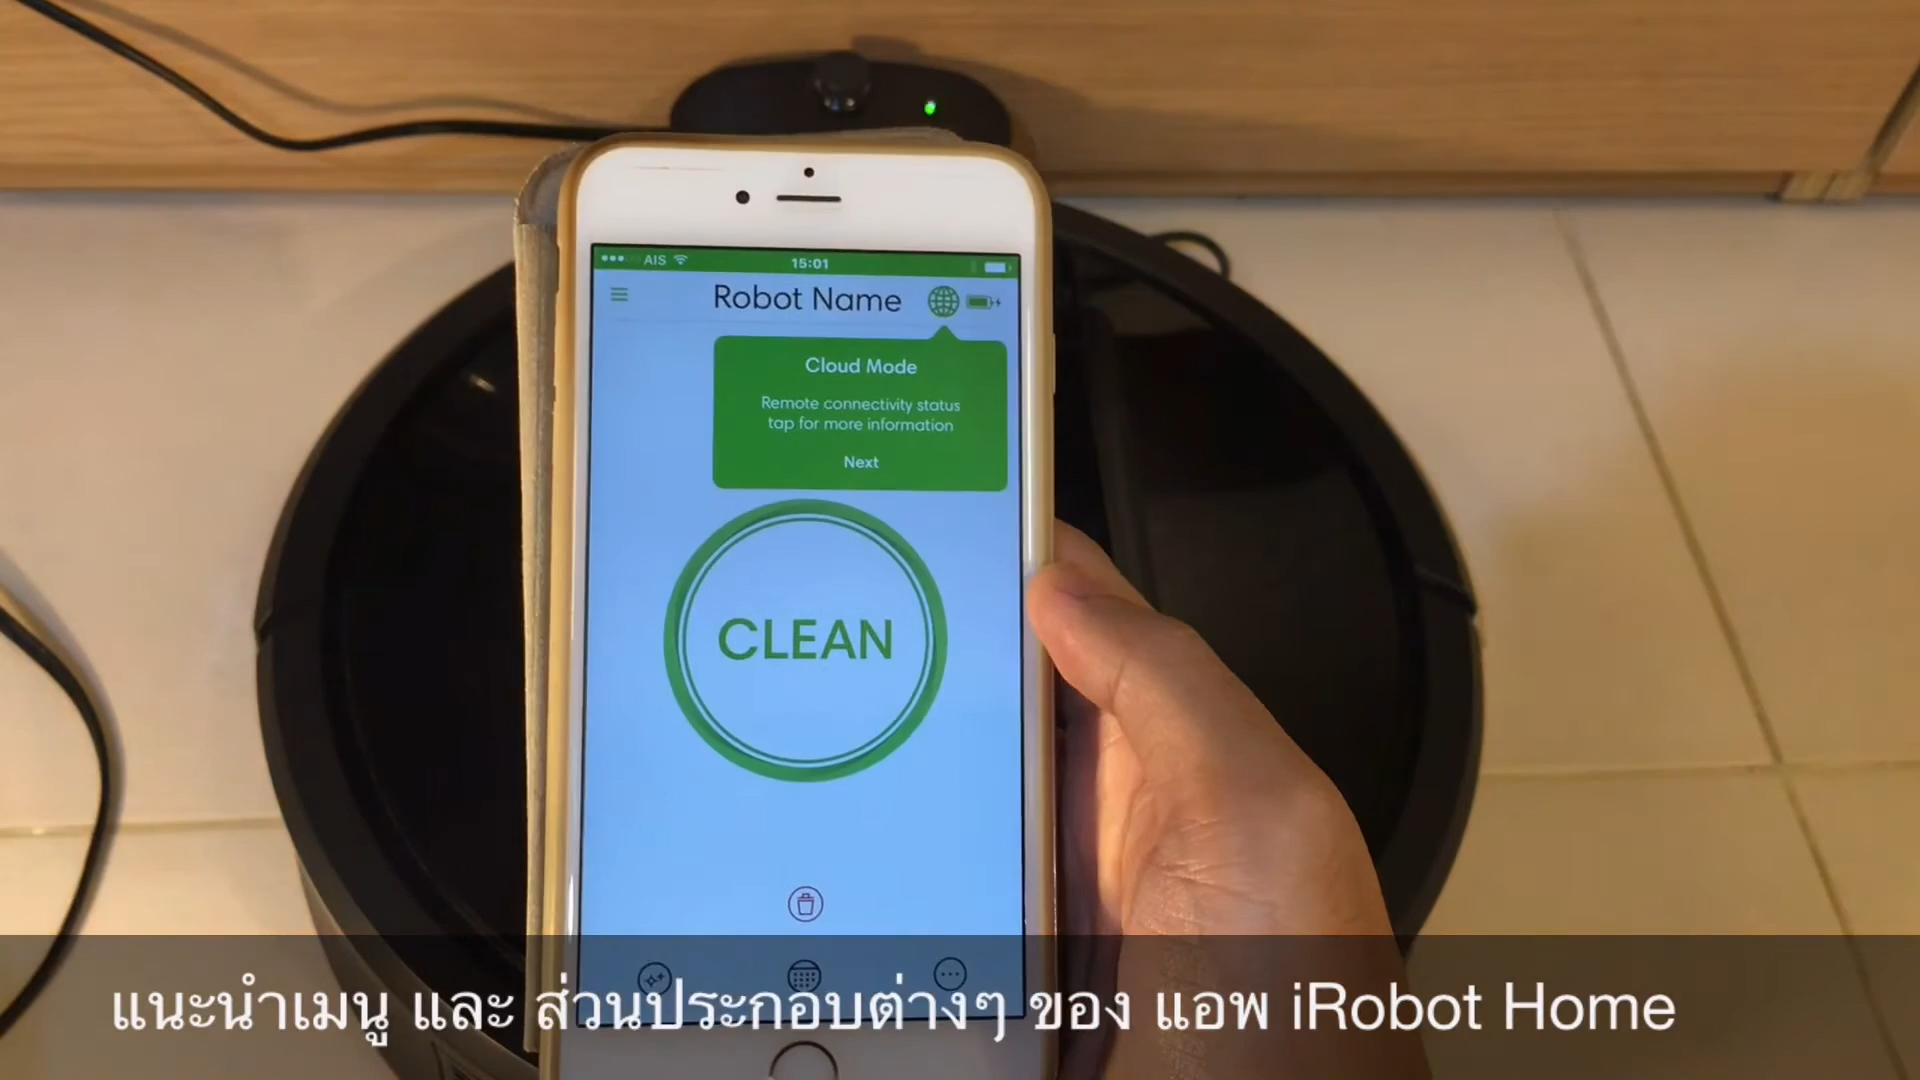 AIS 15:01
Robot Name
Cloud Mode
Remote connectivity status
tap for more information
Next
CLEAN
แนะนำเมนู และ ส่วนประกอบต่างๆ ของ แอพ iRobot Home